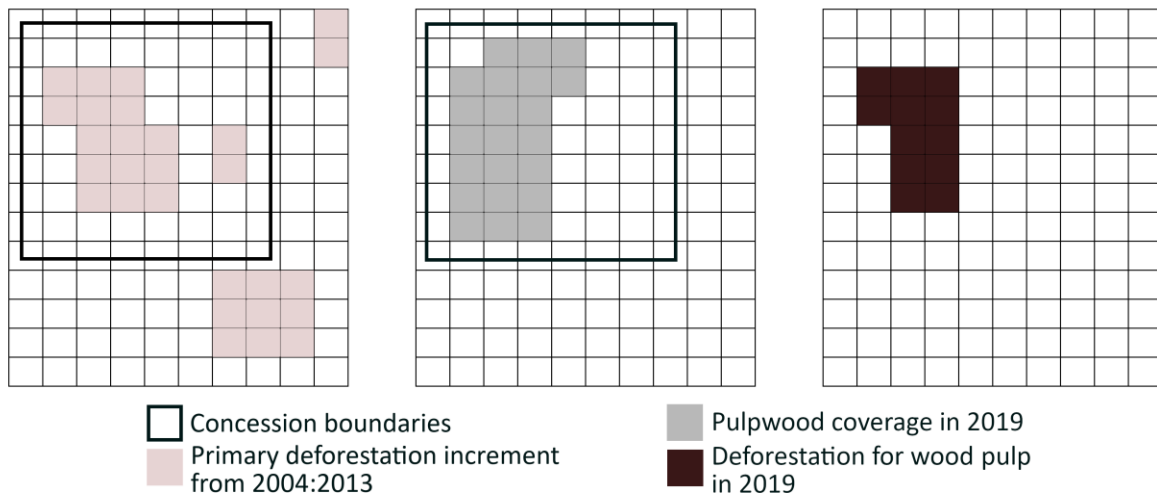 Concession boundaries
Primary deforestation increment
from 2004:2013
Pulpwood coverage in 2019
Deforestation for wood pulp
in 2019